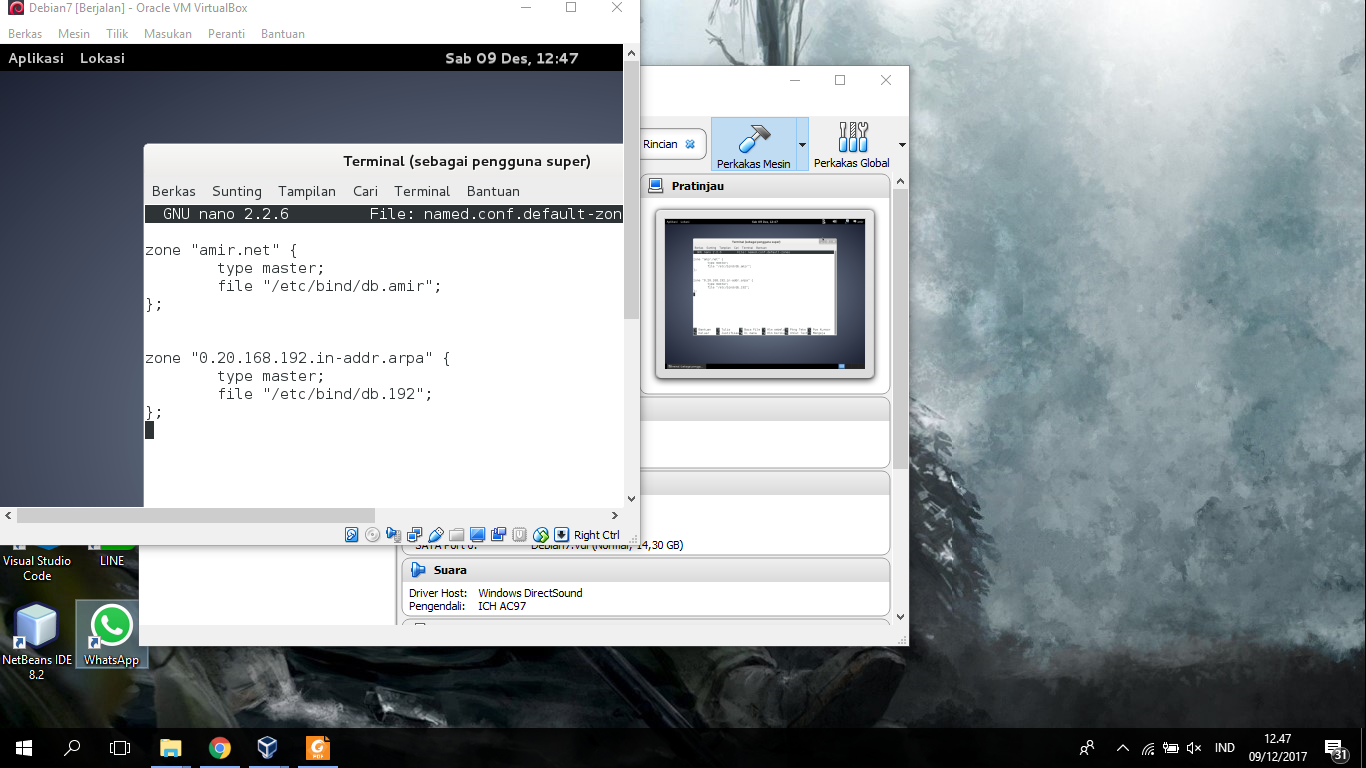 Debian7 [Berjalan] - Oracle VM VirtualBox
Berkas Mesin Tilik Masukan Peranti Bantuan
Aplikasi Lokasi Sab 09 Des, 12:47
Terminal (sebagai pengguna super)
Berkas Sunting Tampilan Cari Terminal Bantuan
GNU nano 2.2.6 File: named.conf.default-zon
zone "amir.net" {
type master;
file "/etc/bind/db.amir";
};
zone "0.20.168.192.in-addr.arpa" {
type master;
file "/etc/bind/db.192";
};
Right Ctrl
Rincian
Perkakas Mesin
Perkakas Global
Pratinjau
SATA Port 0: Debian7.vdi (Normal, 14,30 GB)
Suara
Driver Host: Windows DirectSound
Pengendali: ICH AC97
Visual Studio
Code
LINE
NetBeans IDE
8.2
WhatsApp
PDF
IND
12.47
09/12/2017
31